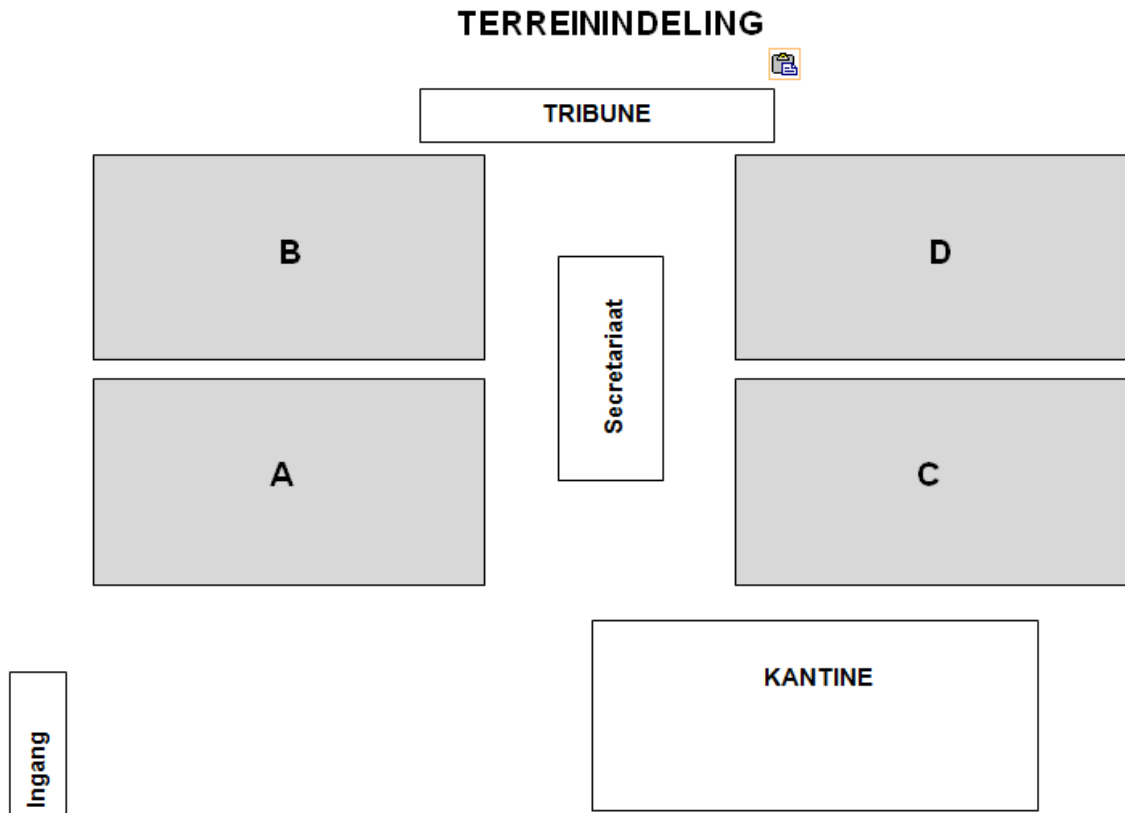 TERREININDELING
TRIBUNE
B
D
Secretariaat
A
C
KANTINE
Ingang